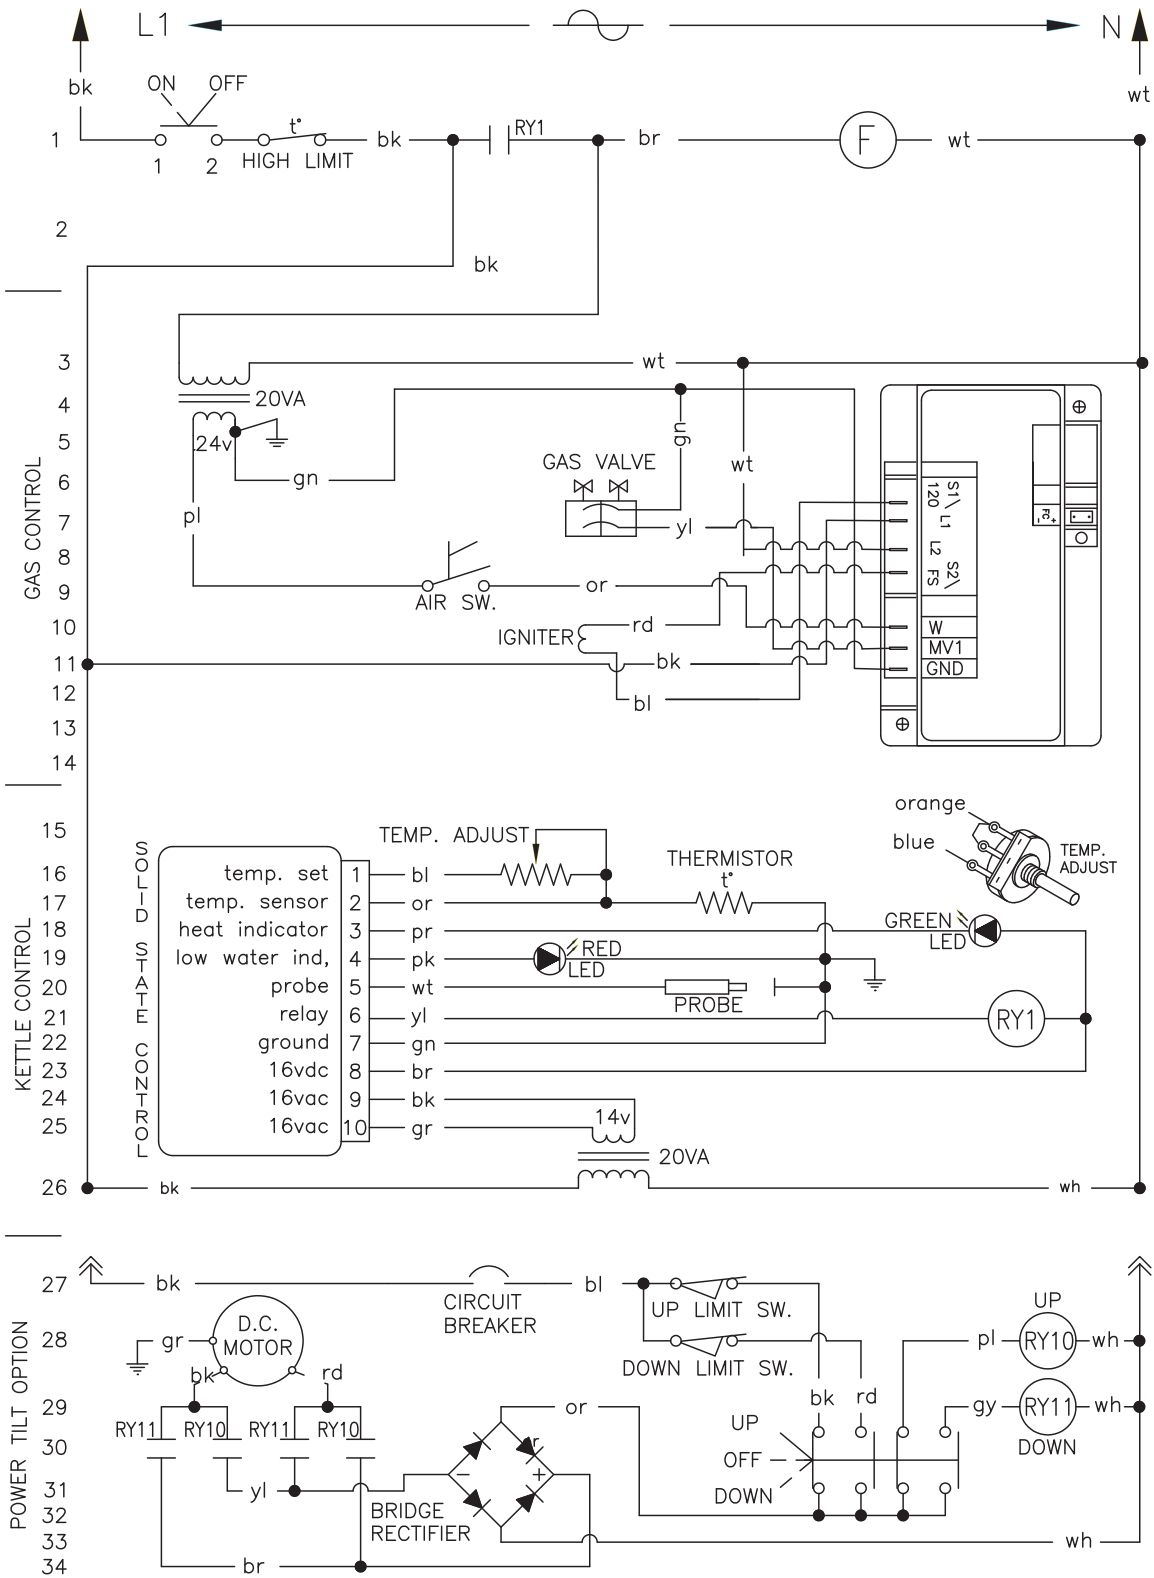 L1 N
bk wt
ON OFF
1 1 2 HIGH LIMIT t° bk RY1 br F wt
2 bk
3 wt
4 20VA
5 24v gn
GAS VALVE wt
6 gn
7 pl yl
8
9 AIR SW. or
10 IGNITER rd
11 bk
12 bl
13
14
GAS CONTROL
S1\ 120
L1
L2
S2\ FS
W
MV1
GND
FC - +
orange
blue
TEMP. ADJUST
15 TEMP. ADJUST
THERMISTOR t°
16 temp. set 1 bl
17 temp. sensor 2 or
18 heat indicator 3 pr GREEN LED
19 low water ind, 4 pk RED LED
20 probe 5 wt PROBE
21 relay 6 yl RY1
22 ground 7 gn
23 16vdc 8 br
24 16vac 9 bk 14v
25 16vac 10 gr
20VA
26 bk wh
SOLID STATE CONTROL
KETTLE CONTROL
27 bk CIRCUIT BREAKER bl UP LIMIT SW.
28 gr D.C. MOTOR DOWN LIMIT SW. pl UP RY10 wh
bk rd
29 or bk rd gy RY11 wh
DOWN
RY11 RY10 RY11 RY10
30 r UP
OFF
DOWN
31 yl - +
32 BRIDGE RECTIFIER
33 wh
34 br
POWER TILT OPTION